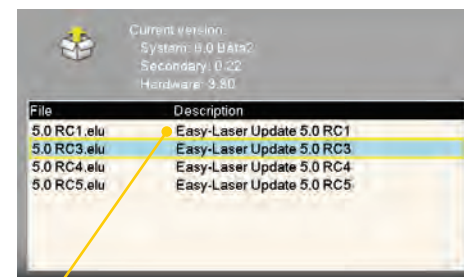 Current version:
System: 6.0 Beta2
Secondary: 0.22
Hardware: 3.80
File Description
5.0 RC1.elu Easy-Laser Update 5.0 RC1
5.0 RC3.elu Easy-Laser Update 5.0 RC3
5.0 RC4.elu Easy-Laser Update 5.0 RC4
5.0 RC5.elu Easy-Laser Update 5.0 RC5